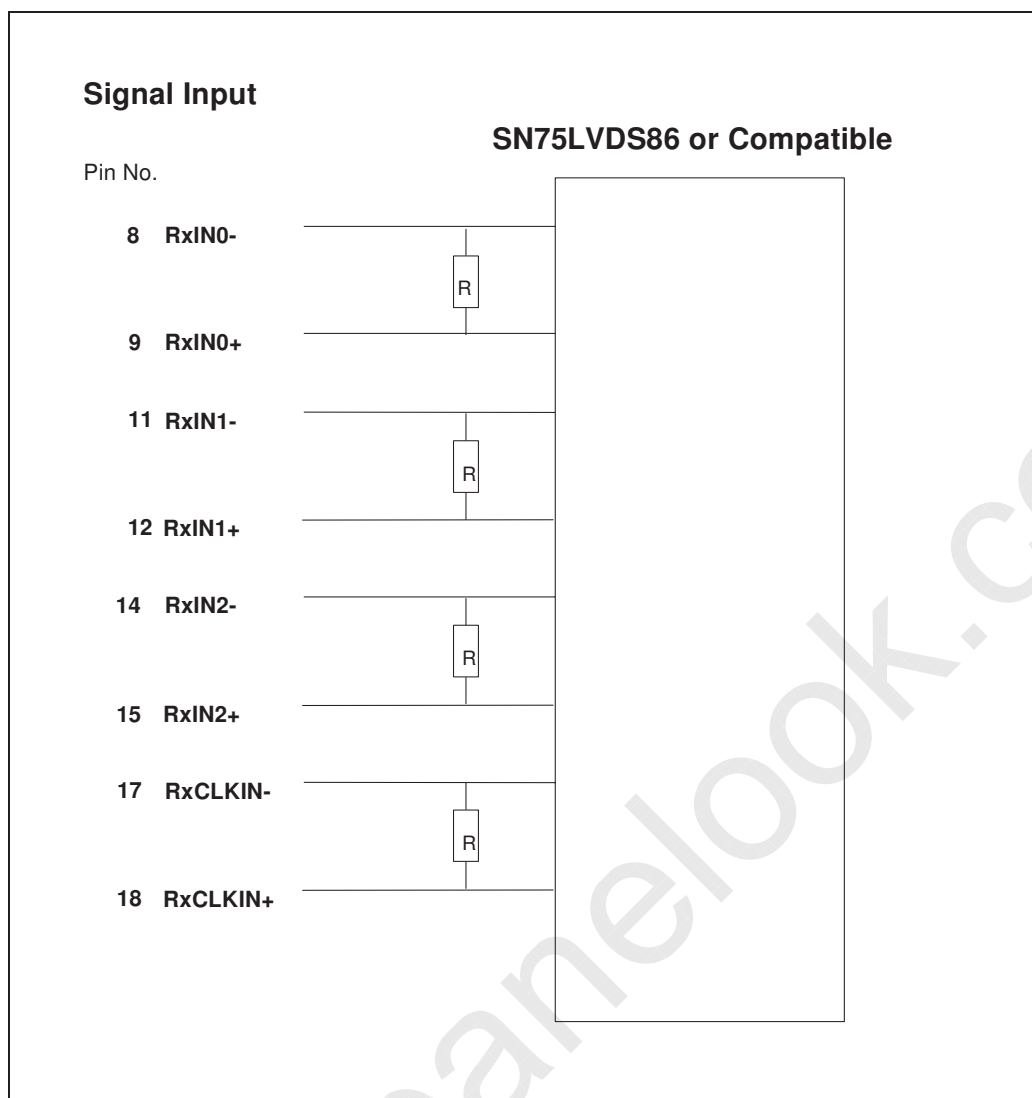 Signal Input
SN75LVDS86 or Compatible
Pin No.
8 RxIN0-
R
9 RxIN0+
11 RxIN1-
R
12 RxIN1+
14 RxIN2-
R
15 RxIN2+
17 RxCLKIN-
R
18 RxCLKIN+
anelook.c